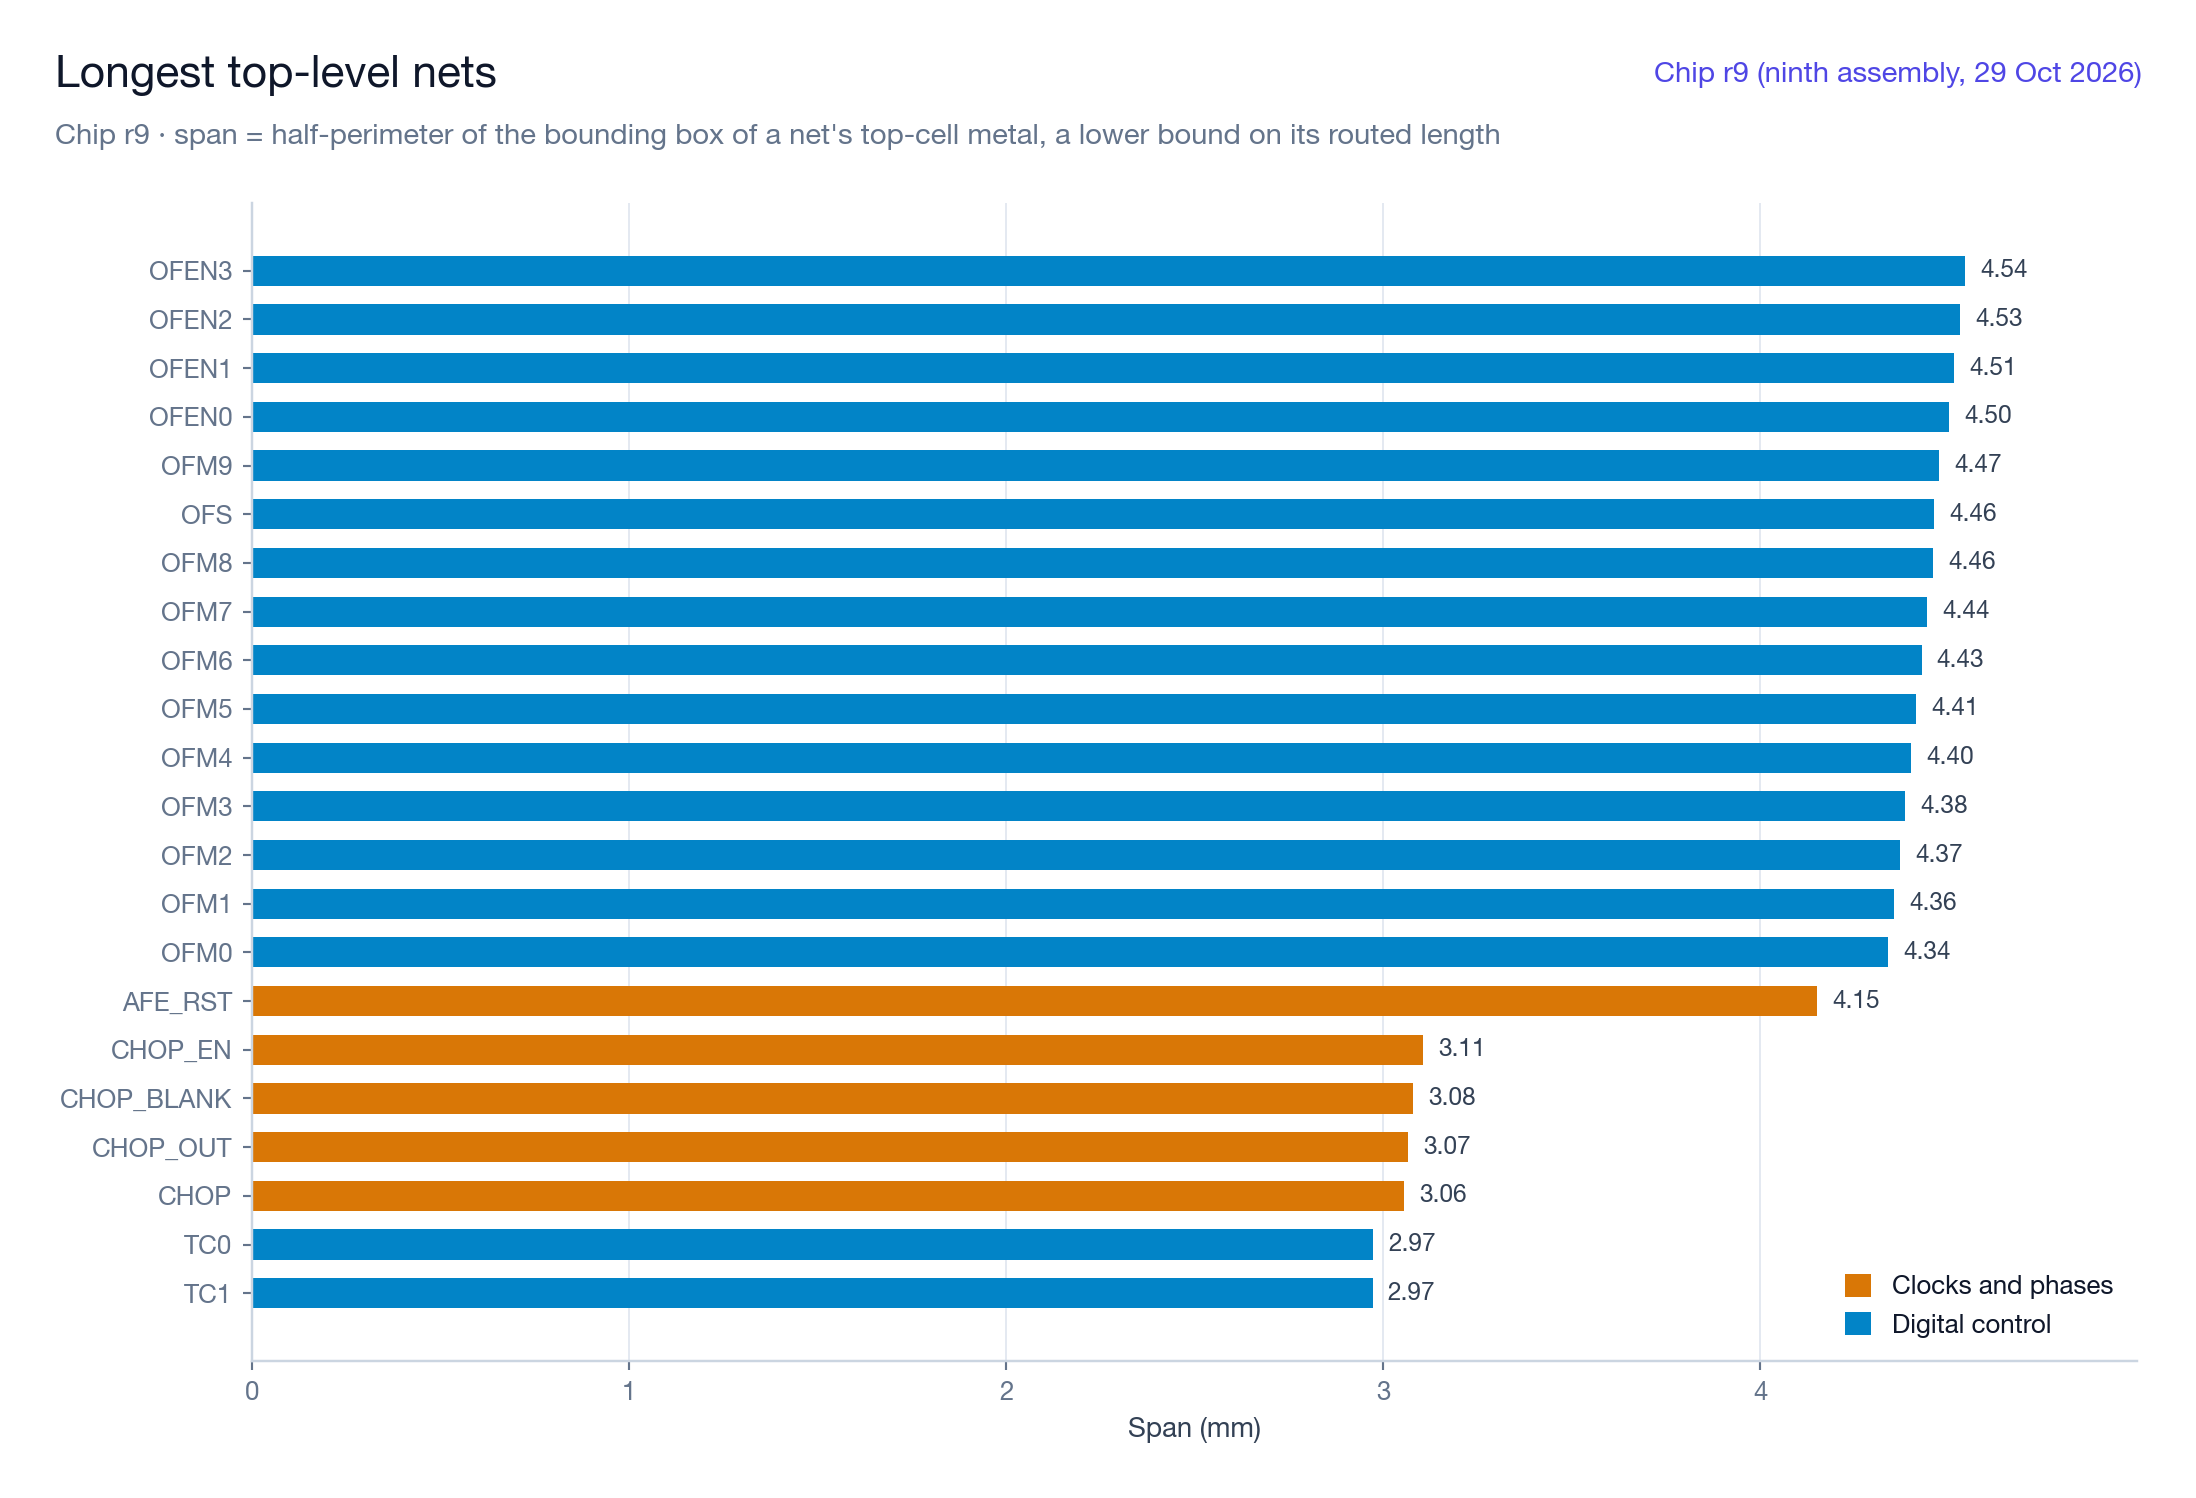 Longest top-level nets
Chip r9 (ninth assembly, 29 Oct 2026)
Chip r9 · span = half-perimeter of the bounding box of a net's top-cell metal, a lower bound on its routed length
OFEN3 4.54
OFEN2 4.53
OFEN1 4.51
OFEN0 4.50
OFM9 4.47
OFS 4.46
OFM8 4.46
OFM7 4.44
OFM6 4.43
OFM5 4.41
OFM4 4.40
OFM3 4.38
OFM2 4.37
OFM1 4.36
OFM0 4.34
AFE_RST 4.15
CHOP_EN 3.11
CHOP_BLANK 3.08
CHOP_OUT 3.07
CHOP 3.06
TC0 2.97
TC1 2.97
Clocks and phases
Digital control
0 1 2 3 4
Span (mm)